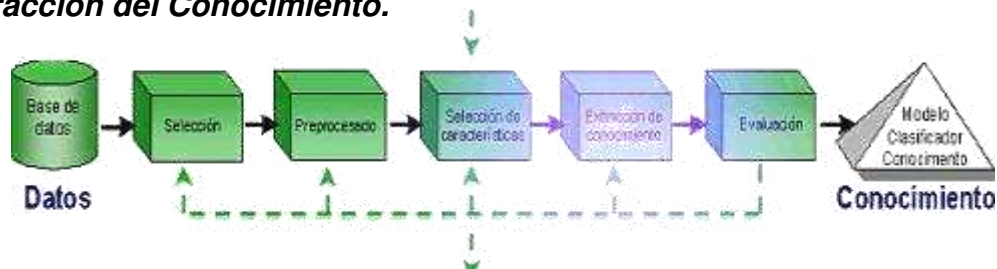 racción del Conocimiento.
Base de
datos
Selección
Preprocesado
Selección de
características
Extracción de
conocimiento
Evaluación
Modelo
Clasificador
Conocimento
Datos
Conocimiento